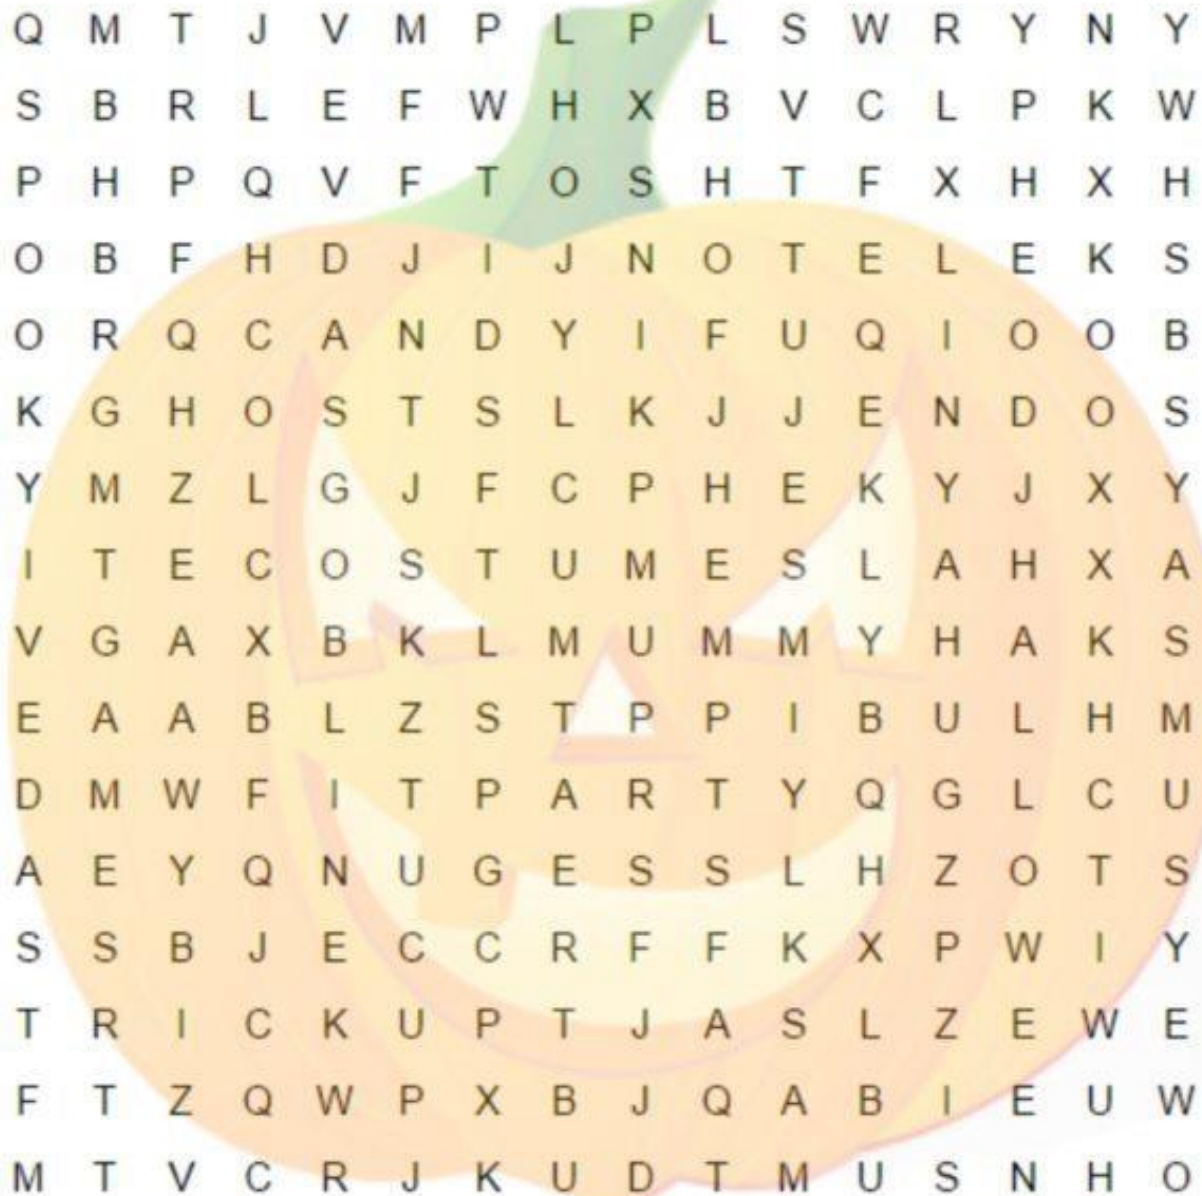 Q M T J V M P L P L S W R Y N Y
S B R L E F W H X B V C L P K W
P H P Q V F T O S H T F X H X H
O B F H D J I J N O T E L E K S
O R Q C A N D Y I F U Q I O O B
K G H O S T S L K J J E N D O S
Y M Z L G J F C P H E K Y J X Y
I T E C O S T U M E S L A H X A
V G A X B K L M U M M Y H A K S
E A A B L Z S T P P I B U L H M
D M W F I T P A R T Y Q G L C U
A E Y Q N U G E S S L H Z O T S
S S B J E C C R F F K X P W I Y
T R I C K U P T J A S L Z E W E
F T Z Q W P X B J Q A B I E U W
M T V C R J K U D T M U S N H O